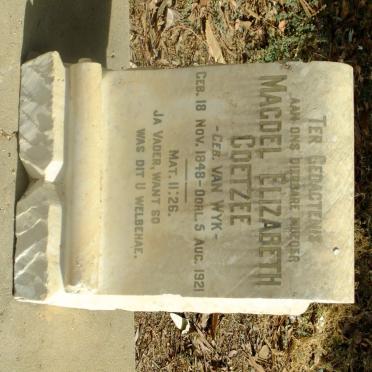 TER GEDACTENIS
AAN ONS DIERBARE MOEDER
MAGDEL ELIZABETH
COETZEE
- GEB. VAN WYK -
GEB. 18 NOV. 1848 - OORL. 5 AUG. 1921
MAT. 11:26.
JA VADER, WANT SO
WAS DIT U WELBEHAE.